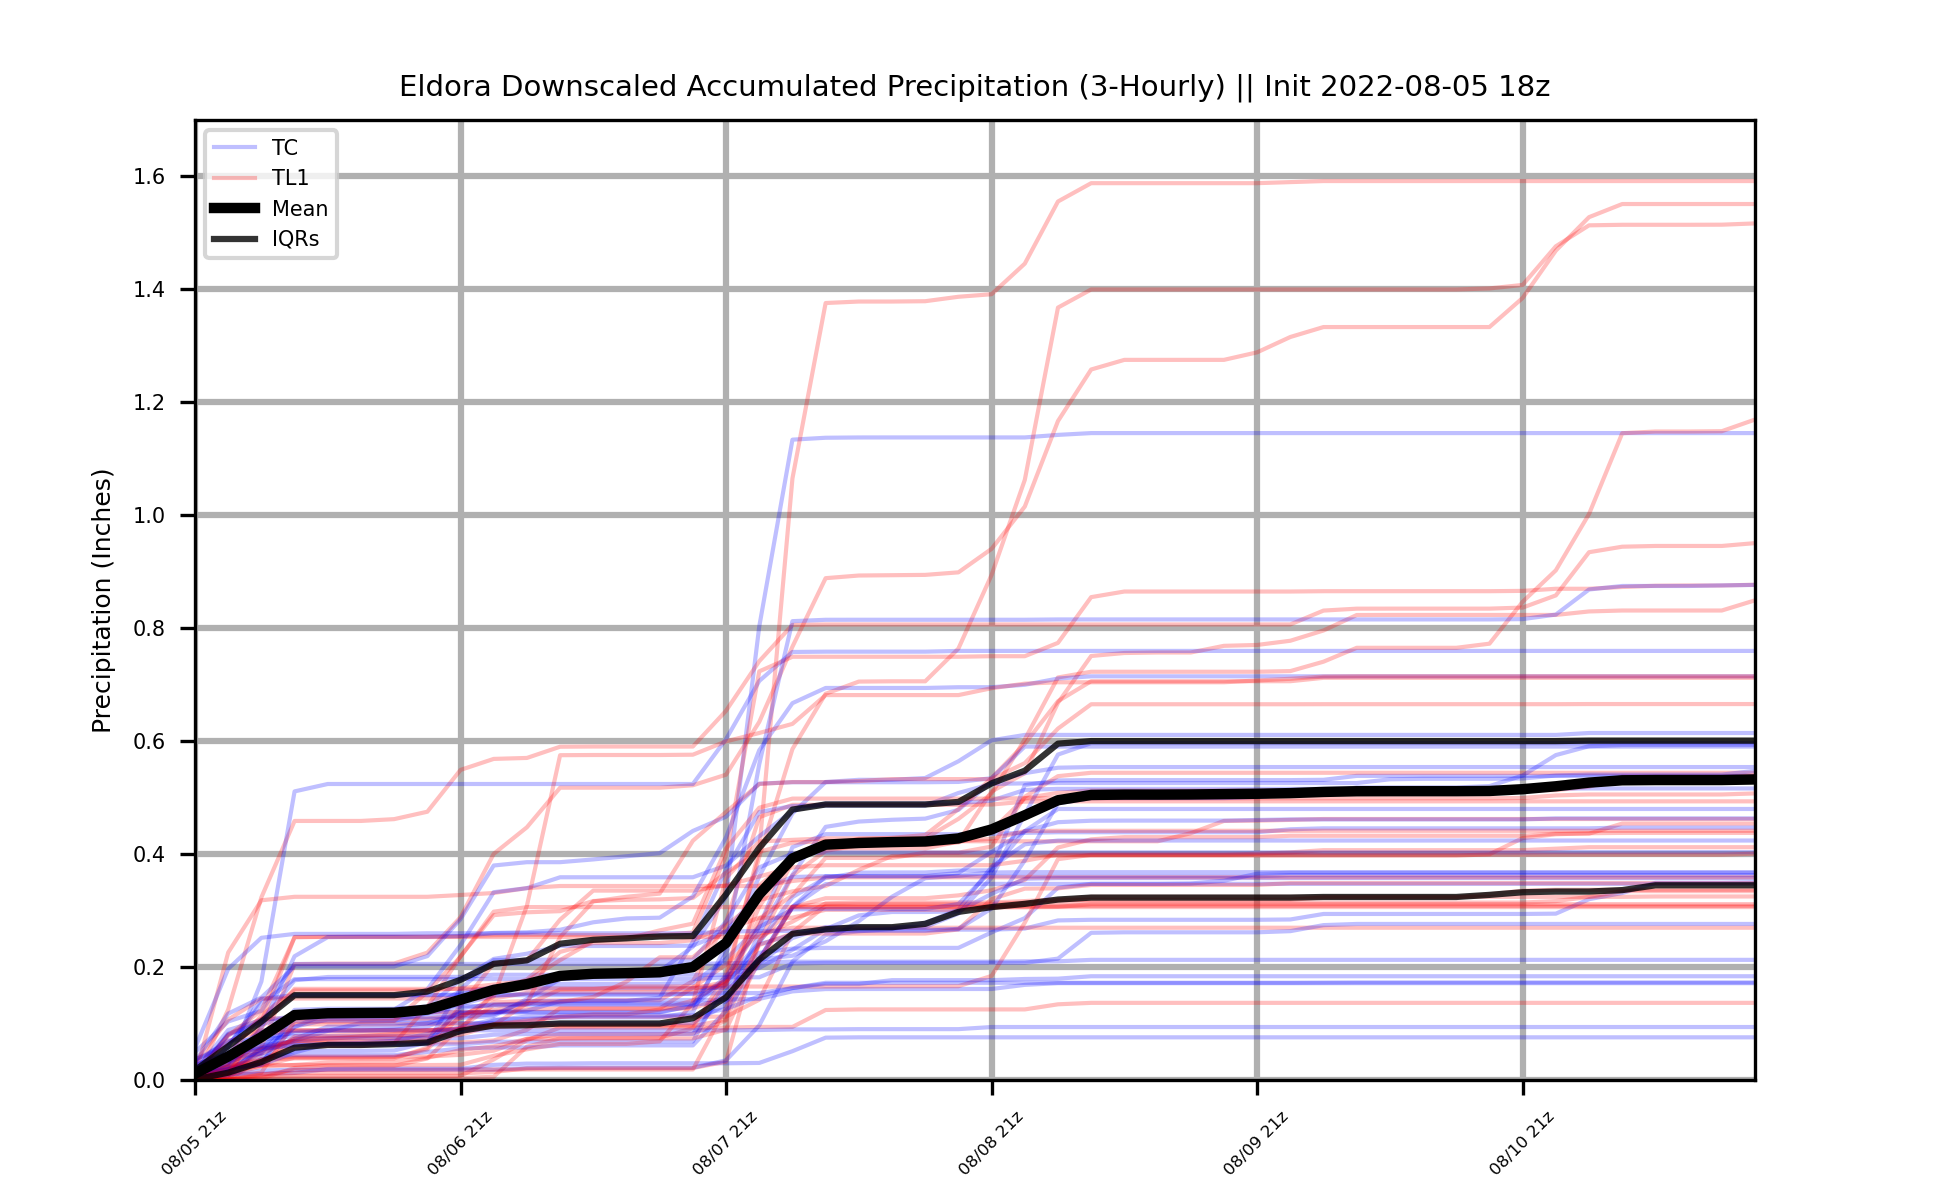 Eldora Downscaled Accumulated Precipitation (3-Hourly) || Init 2022-08-05 18z
TC
TL1
Mean
IQRs
Precipitation (Inches)
1.6
1.4
1.2
1.0
0.8
0.6
0.4
0.2
0.0
08/05 21z
08/06 21z
08/07 21z
08/08 21z
08/09 21z
08/10 21z